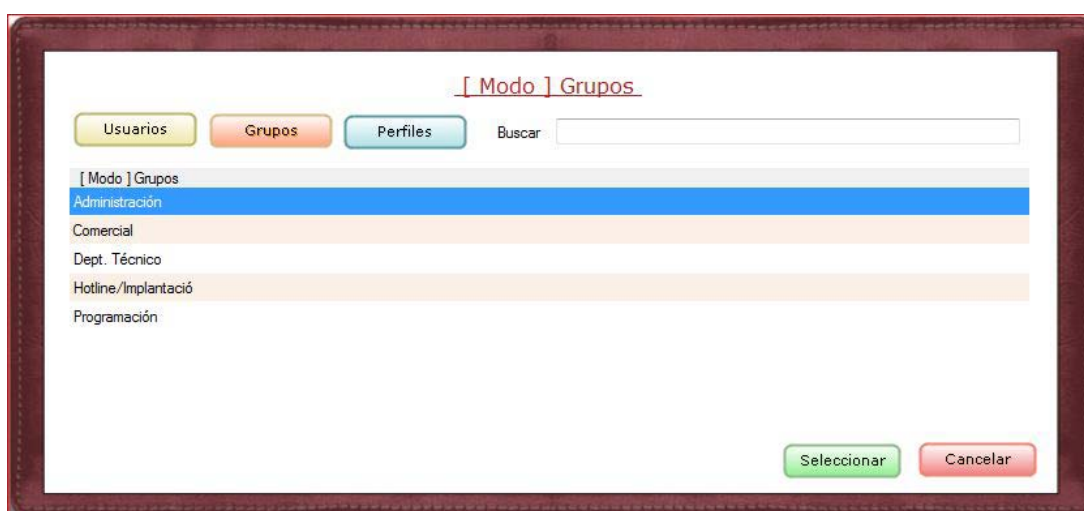 [ Modo ] Grupos
Usuarios Grupos Perfiles Buscar
[ Modo ] Grupos
Administración
Comercial
Dept. Técnico
Hotline/Implantació
Programación
Seleccionar Cancelar